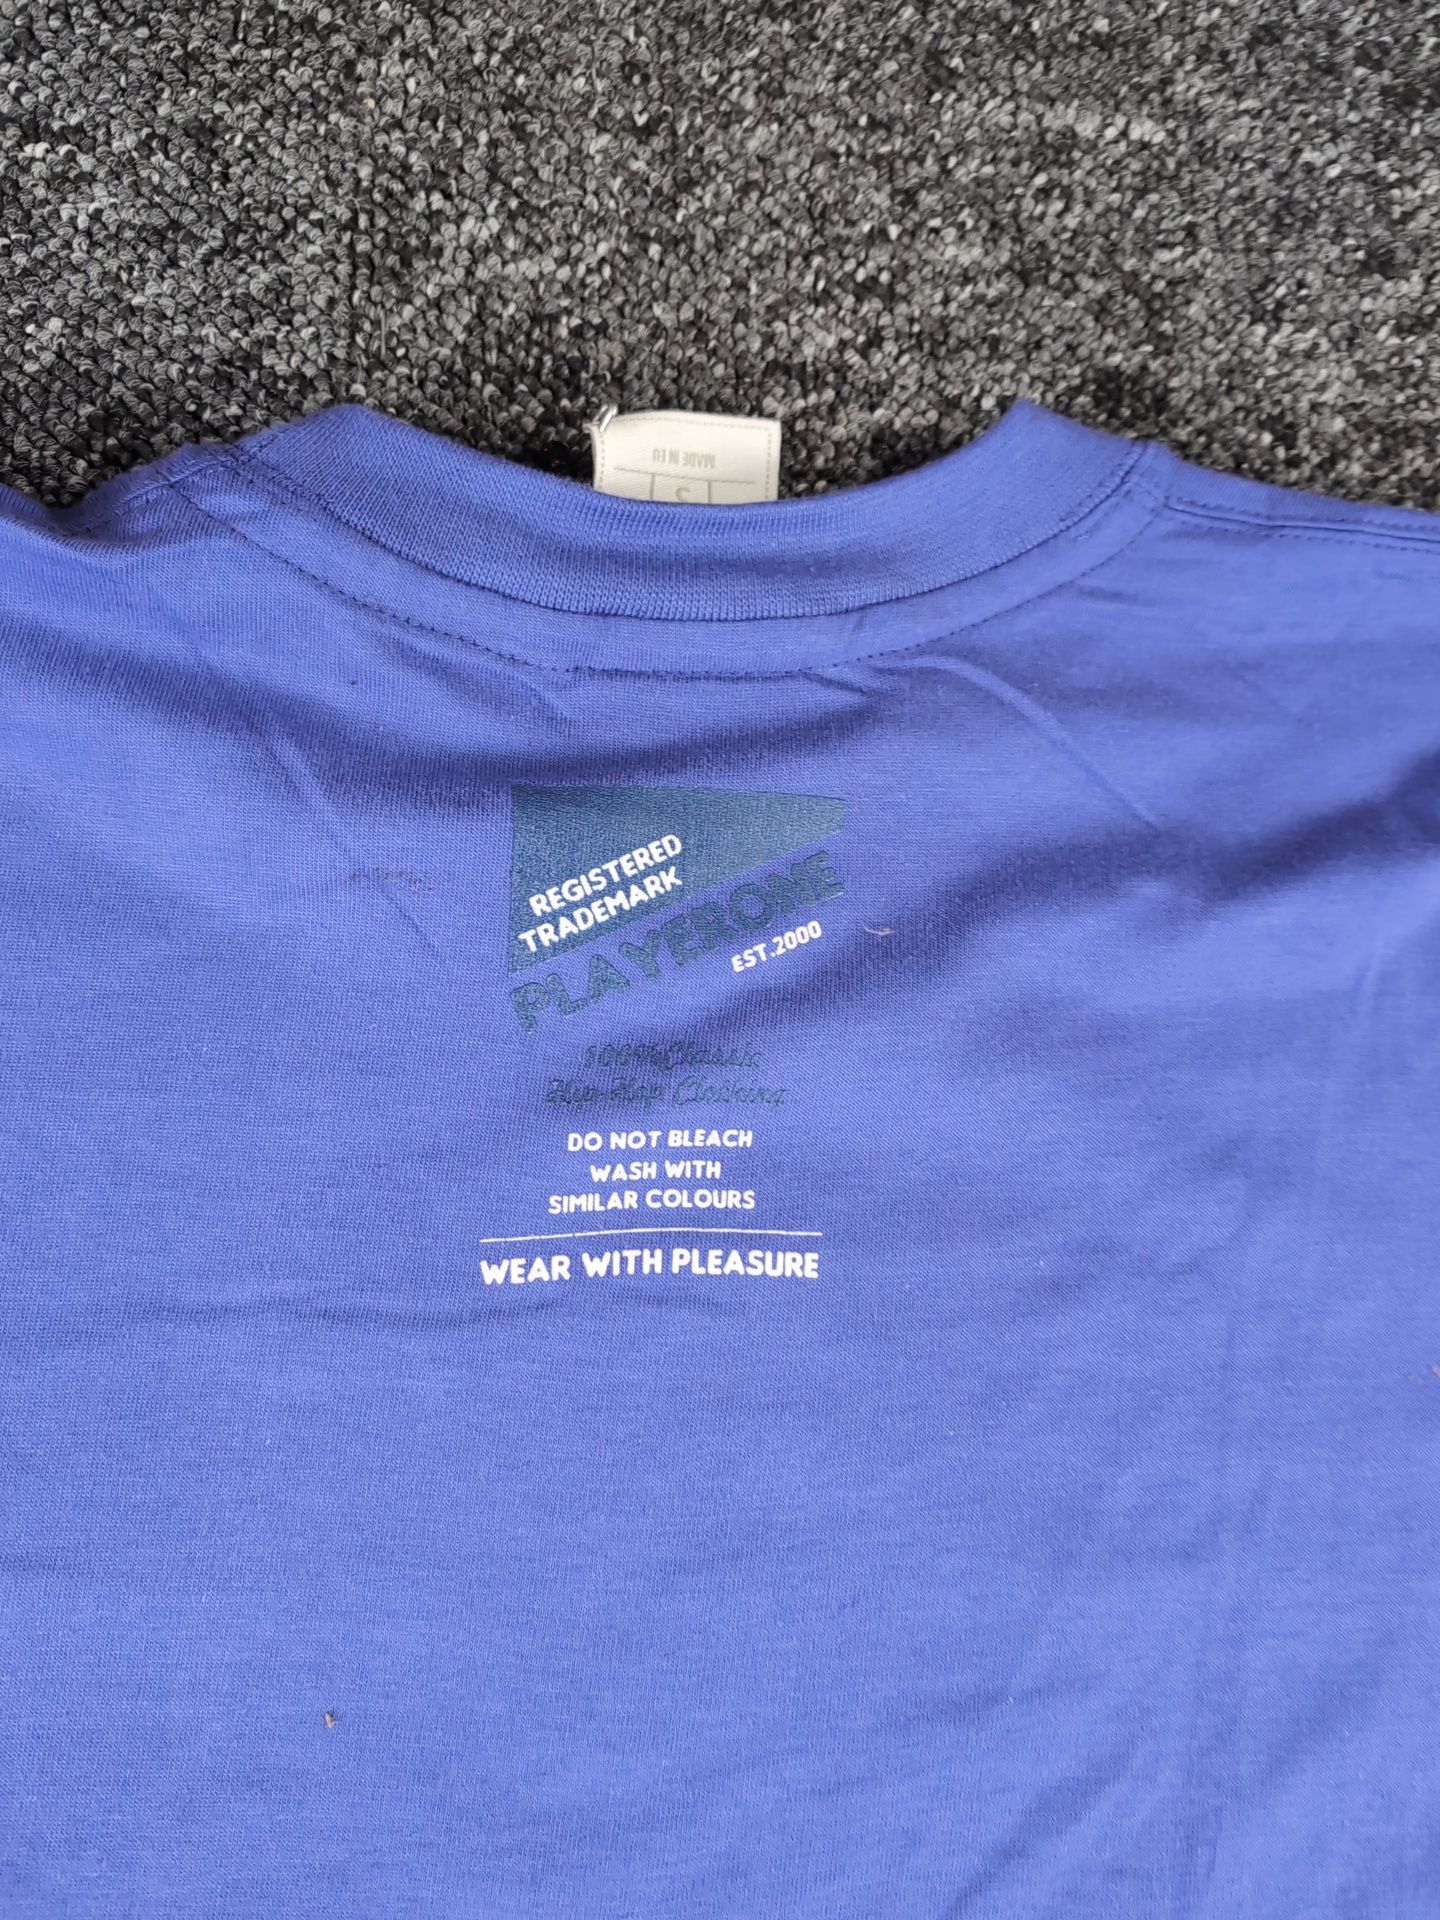 MADE IN EU
REGISTERED
TRADEMARK
PLAYERONE
EST.2000
100% Classic
Hip-Hop Clothing
DO NOT BLEACH
WASH WITH
SIMILAR COLOURS
WEAR WITH PLEASURE